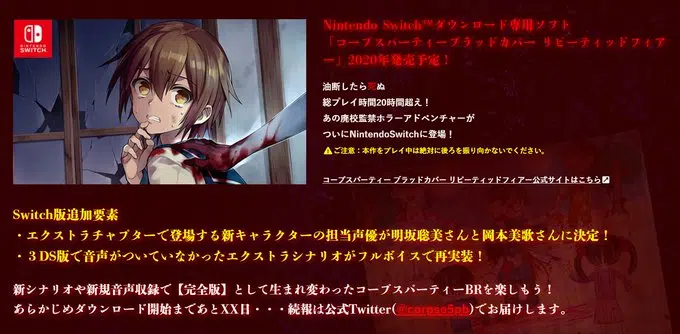 NINTENDO
SWITCH
Nintendo Switch™ダウンロード専用ソフト
「コープスパーティーブラッドカバー リピーティッドフィア
ー」2020年発売予定！
油断したら死ぬ
総プレイ時間20時間超え！
あの廃校監禁ホラーアドベンチャーが
ついにNintendoSwitchに登場！
⚠ご注意：本作をプレイ中は絶対に後ろを振り向かないでください。
コープスパーティー ブラッドカバー リピーティッドフィアー公式サイトはこちら
Switch版追加要素
・エクストラチャプターで登場する新キャラクターの担当声優が明坂聡美さんと岡本美歌さんに決定！
・３DS版で音声がついていなかったエクストラシナリオがフルボイスで再実装！
新シナリオや新規音声収録で【完全版】として生まれ変わったコープスパーティーBRを楽しもう！
あらかじめダウンロード開始まであとXX日・・・続報は公式Twitter(@corpse5pb)でお届けします。